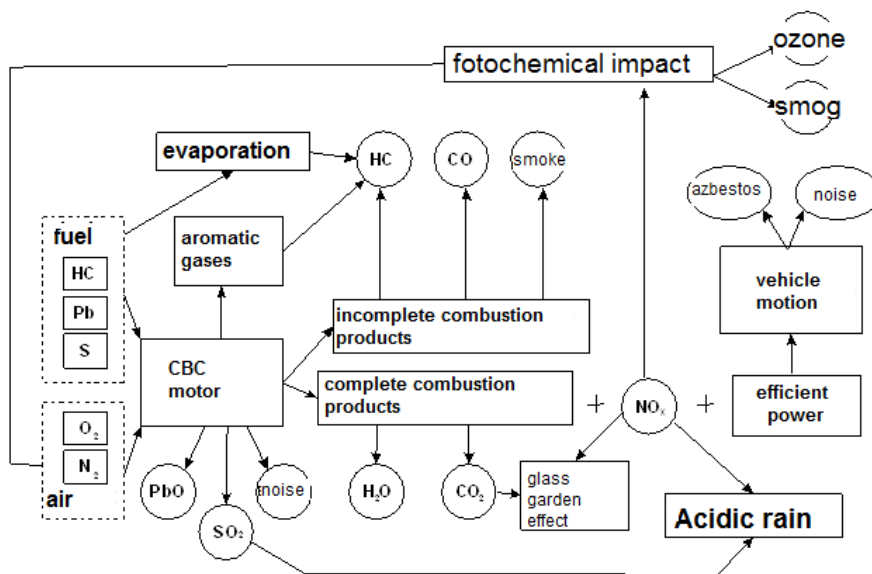 ozone
fotochemical impact
smog
evaporation
HC
CO
smoke
azbestos
noise
fuel
HC
Pb
S
aromatic
gases
vehicle
motion
incomplete combustion
products
CBC
motor
complete combustion
products
+
NOₓ
+
efficient
power
O₂
N₂
air
PbO
SO₂
noise
H₂O
CO₂
glass
garden
effect
Acidic rain